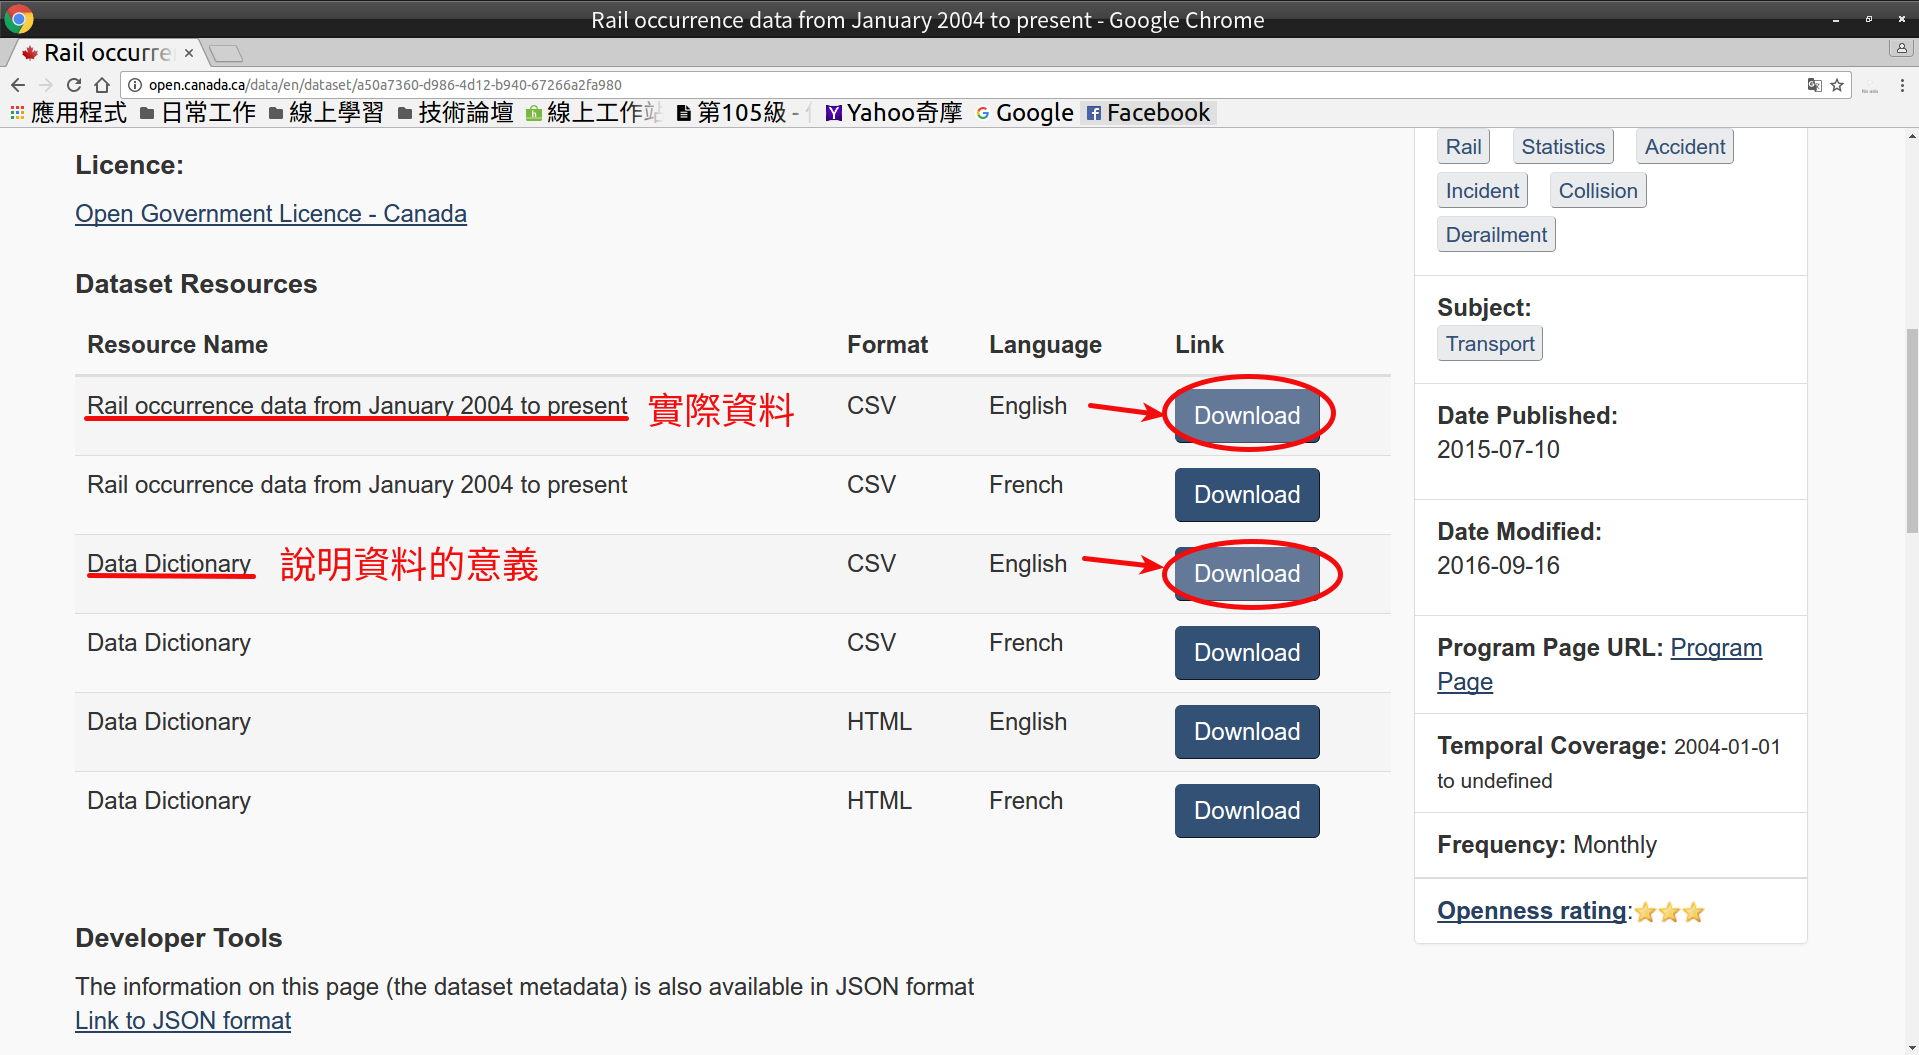 Rail occurrence data from January 2004 to present - Google Chrome
Rail occurre
open.canada.ca/data/en/dataset/a50a7360-d986-4d12-b940-67266a2fa980
應用程式 日常工作 線上學習 技術論壇 線上工作站 第105級 - Yahoo奇摩 Google Facebook
Licence:
Open Government Licence - Canada
Dataset Resources
Resource Name Format Language Link
Rail occurrence data from January 2004 to present 實際資料 CSV English Download
Rail occurrence data from January 2004 to present CSV French Download
Data Dictionary 說明資料的意義 CSV English Download
Data Dictionary CSV French Download
Data Dictionary HTML English Download
Data Dictionary HTML French Download
Developer Tools
The information on this page (the dataset metadata) is also available in JSON format
Link to JSON format
Rail Statistics Accident
Incident Collision
Derailment
Subject:
Transport
Date Published:
2015-07-10
Date Modified:
2016-09-16
Program Page URL: Program
Page
Temporal Coverage: 2004-01-01
to undefined
Frequency: Monthly
Openness rating: